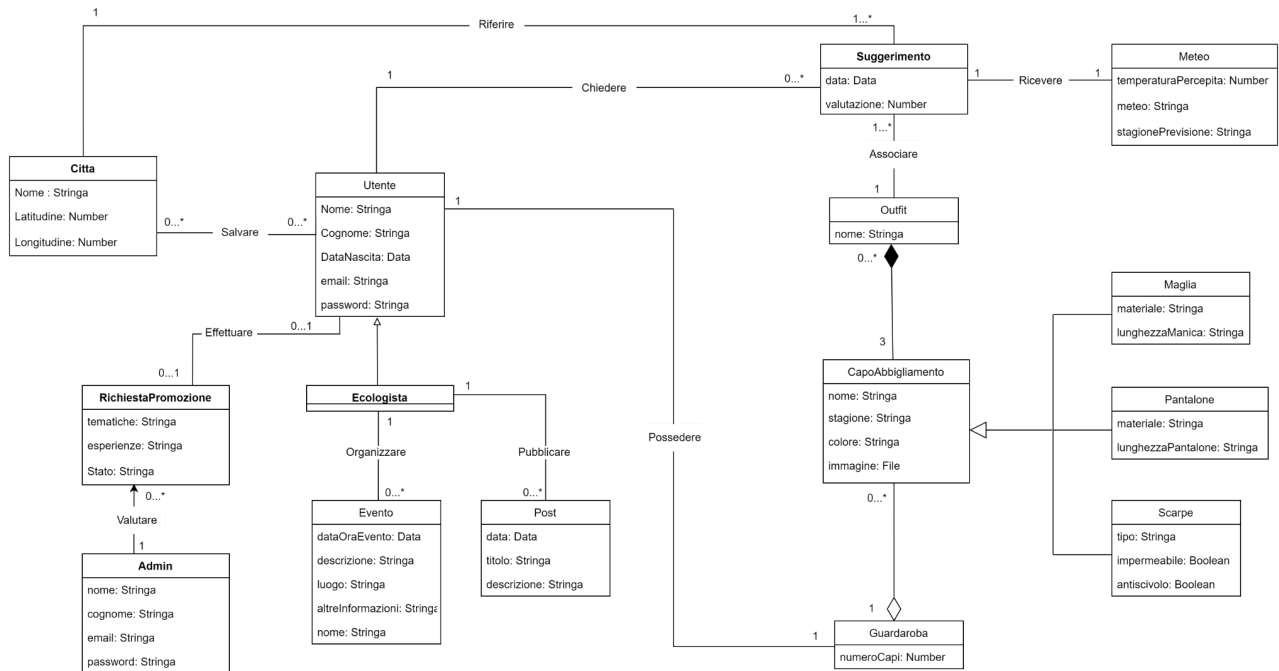 1
Riferire
1...*
Suggerimento
data: Data
valutazione: Number
1
Ricevere
1
Meteo
temperaturaPercepita: Number
meteo: Stringa
stagionePrevisione: Stringa
1
Chiedere
0...*
1...*
Associare
1
Citta
Nome : Stringa
Latitudine: Number
Longitudine: Number
0...*
Salvare
0...*
Utente
Nome: Stringa
Cognome: Stringa
DataNascita: Data
email: Stringa
password: Stringa
1
Outfit
nome: Stringa
0...*
3
Maglia
materiale: Stringa
lunghezzaManica: Stringa
Effettuare
0...1
0...1
RichiestaPromozione
tematiche: Stringa
esperienze: Stringa
Stato: Stringa
Ecologista
1
1
Organizzare
Pubblicare
Possedere
CapoAbbigliamento
nome: Stringa
stagione: Stringa
colore: Stringa
immagine: File
Pantalone
materiale: Stringa
lunghezzaPantalone: Stringa
0...*
Valutare
1
0...*
0...*
0...*
Evento
dataOraEvento: Data
descrizione: Stringa
luogo: Stringa
altreInformazioni: Stringa
nome: Stringa
Post
data: Data
titolo: Stringa
descrizione: Stringa
Scarpe
tipo: Stringa
impermeabile: Boolean
antiscivolo: Boolean
Admin
nome: Stringa
cognome: Stringa
email: Stringa
password: Stringa
1
1
Guardaroba
numeroCapi: Number